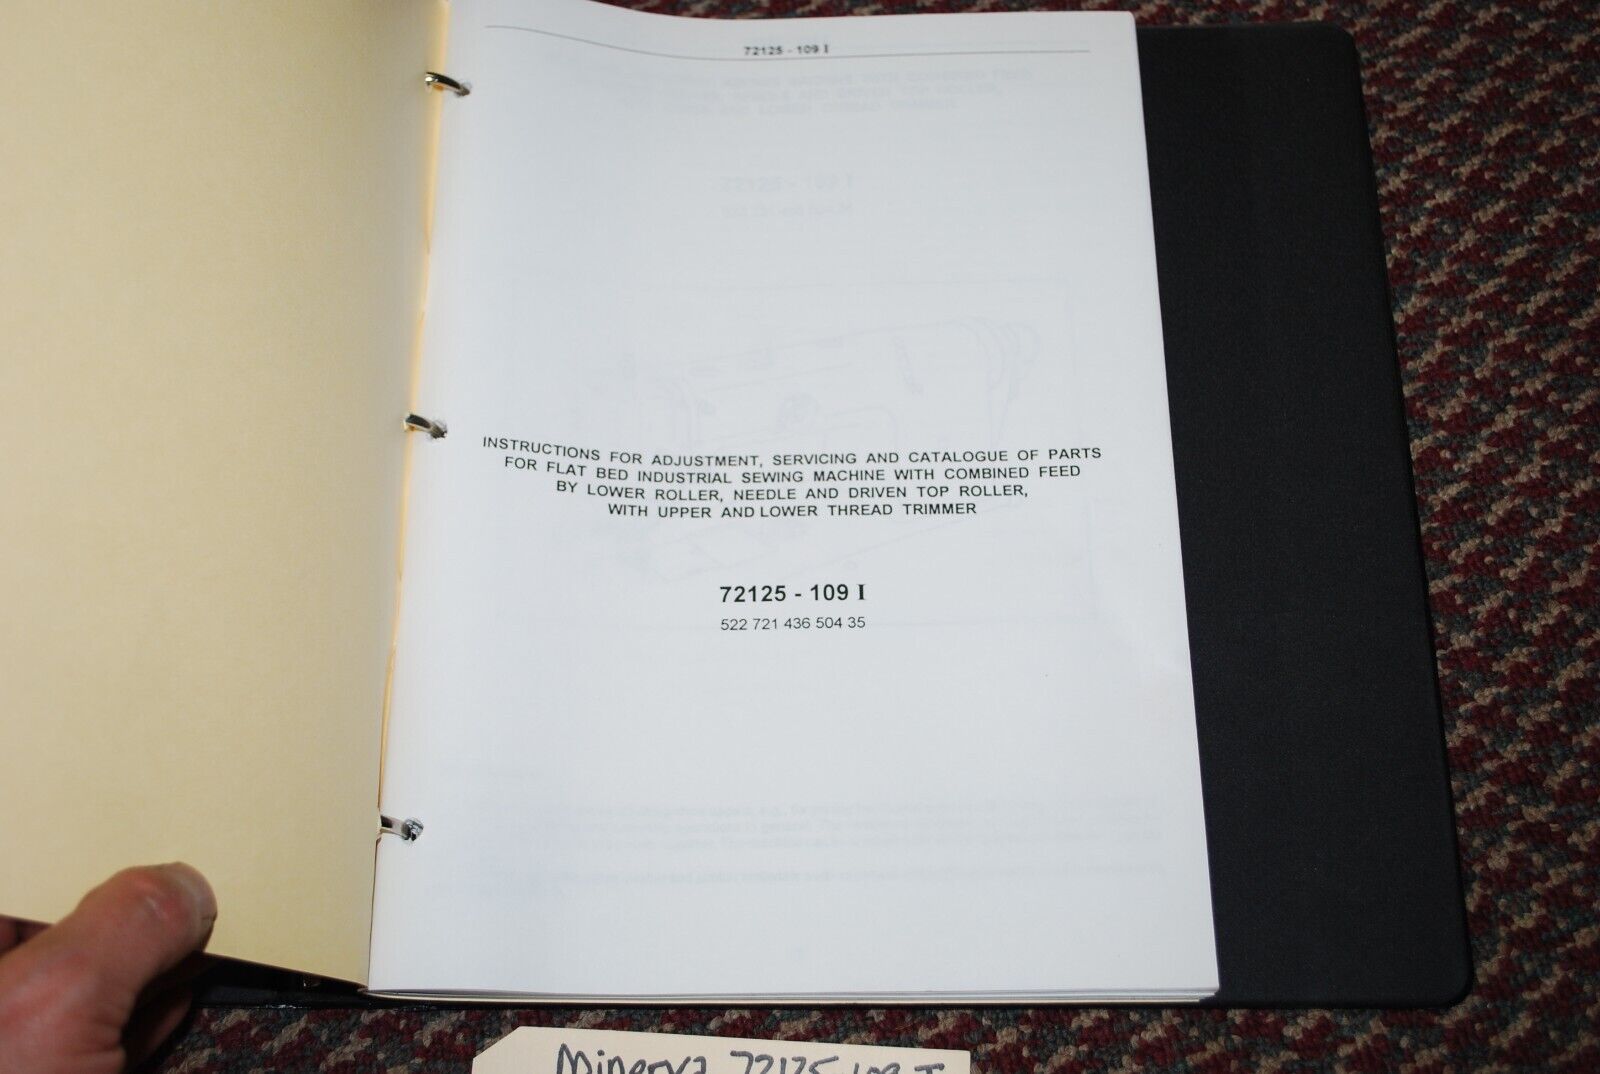 72125 - 109 I
INSTRUCTIONS FOR ADJUSTMENT, SERVICING AND CATALOGUE OF PARTS
FOR FLAT BED INDUSTRIAL SEWING MACHINE WITH COMBINED FEED
BY LOWER ROLLER, NEEDLE AND DRIVEN TOP ROLLER,
WITH UPPER AND LOWER THREAD TRIMMER
72125 - 109 I
522 721 436 504 35
Minerva 72125-109 I